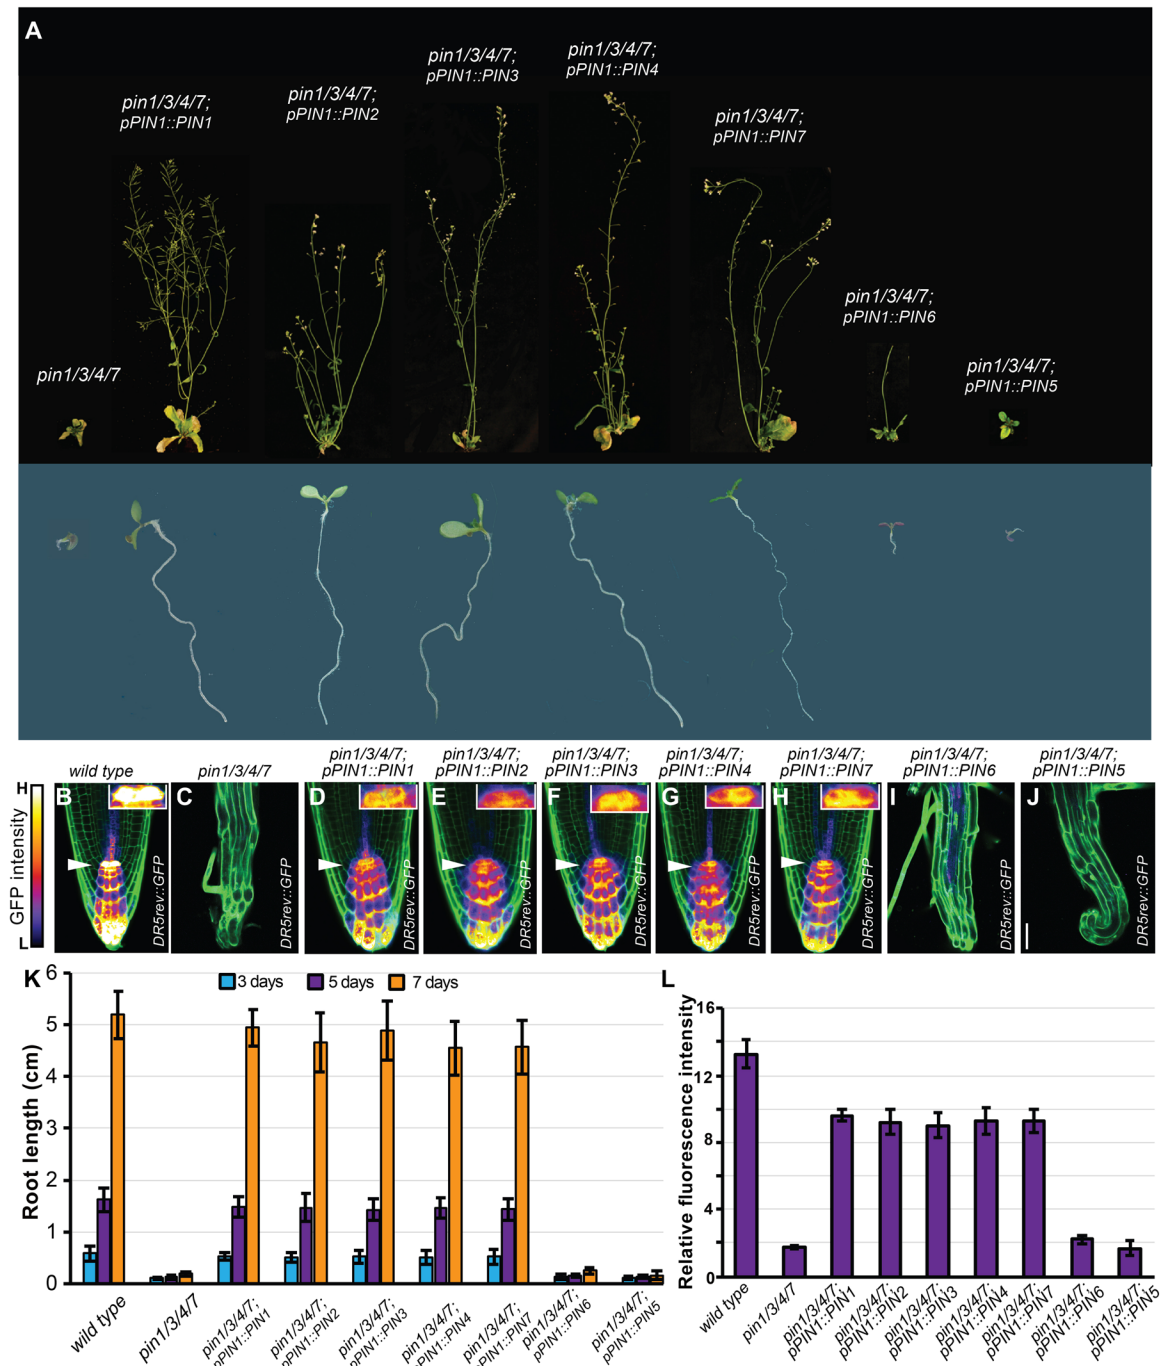 A
pin1/3/4/7
pin1/3/4/7;
pPIN1::PIN1
pin1/3/4/7;
pPIN1::PIN2
pin1/3/4/7;
pPIN1::PIN3
pin1/3/4/7;
pPIN1::PIN4
pin1/3/4/7;
pPIN1::PIN7
pin1/3/4/7;
pPIN1::PIN6
pin1/3/4/7;
pPIN1::PIN5
wild type
pin1/3/4/7
pin1/3/4/7;
pPIN1::PIN1
pin1/3/4/7;
pPIN1::PIN2
pin1/3/4/7;
pPIN1::PIN3
pin1/3/4/7;
pPIN1::PIN4
pin1/3/4/7;
pPIN1::PIN7
pin1/3/4/7;
pPIN1::PIN6
pin1/3/4/7;
pPIN1::PIN5
H
GFP intensity
L
B
DR5rev::GFP
C
DR5rev::GFP
D
DR5rev::GFP
E
DR5rev::GFP
F
DR5rev::GFP
G
DR5rev::GFP
H
DR5rev::GFP
I
DR5rev::GFP
J
DR5rev::GFP
K
3 days
5 days
7 days
Root length (cm)
6
5
4
3
2
1
0
wild type
pin1/3/4/7
pin1/3/4/7;
pPIN1::PIN1
pin1/3/4/7;
pPIN1::PIN2
pin1/3/4/7;
pPIN1::PIN3
pin1/3/4/7;
pPIN1::PIN4
pin1/3/4/7;
pPIN1::PIN7
pin1/3/4/7;
pPIN1::PIN6
pin1/3/4/7;
pPIN1::PIN5
L
Relative fluorescence intensity
16
12
8
4
0
wild type
pin1/3/4/7
pin1/3/4/7;
pPIN1::PIN1
pin1/3/4/7;
pPIN1::PIN2
pin1/3/4/7;
pPIN1::PIN3
pin1/3/4/7;
pPIN1::PIN4
pin1/3/4/7;
pPIN1::PIN7
pin1/3/4/7;
pPIN1::PIN6
pin1/3/4/7;
pPIN1::PIN5